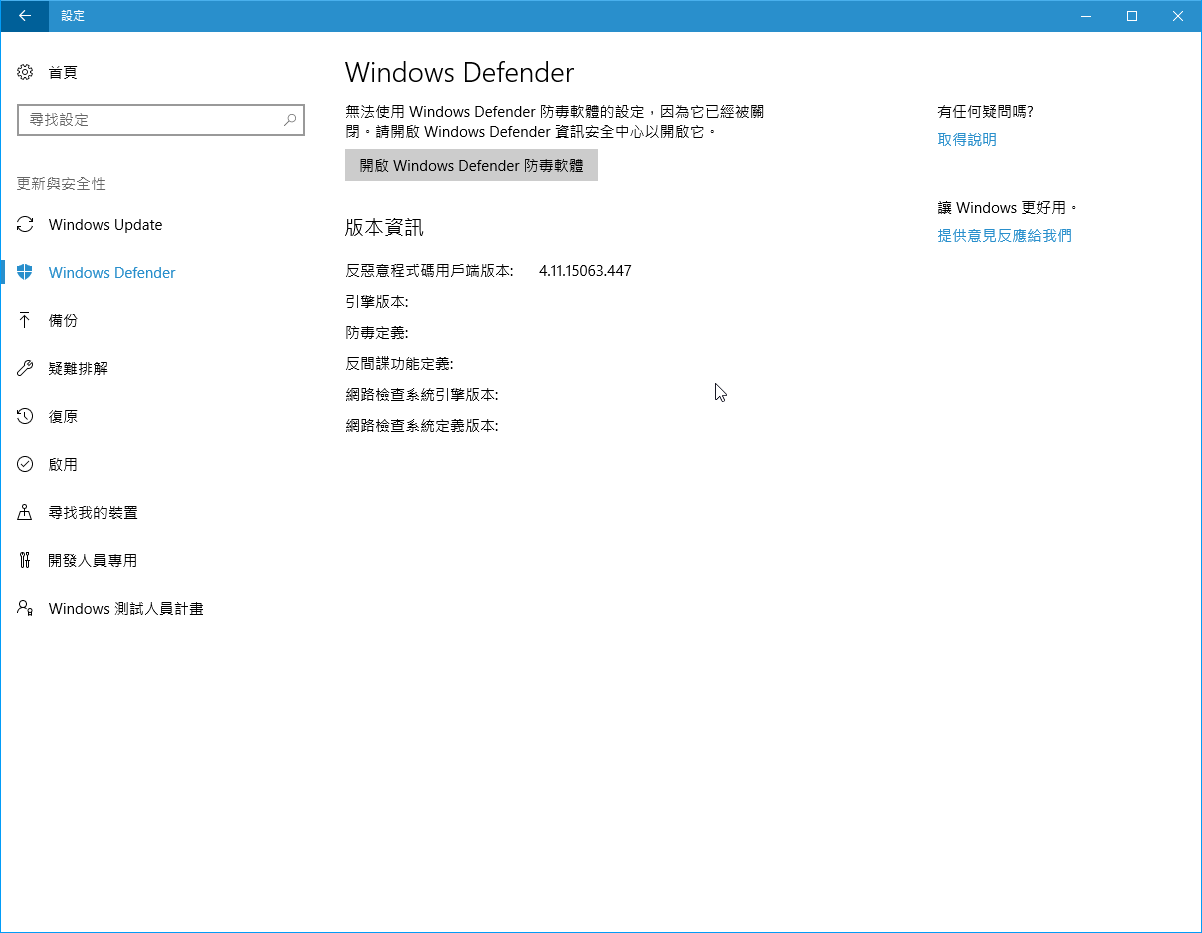 設定
首頁
尋找設定
更新與安全性
Windows Update
Windows Defender
備份
疑難排解
復原
啟用
尋找我的裝置
開發人員專用
Windows 測試人員計畫
Windows Defender
無法使用 Windows Defender 防毒軟體的設定，因為它已經被關
閉。請開啟 Windows Defender 資訊安全中心以開啟它。
開啟 Windows Defender 防毒軟體
版本資訊
反惡意程式碼用戶端版本: 4.11.15063.447
引擎版本:
防毒定義:
反間諜功能定義:
網路檢查系統引擎版本:
網路檢查系統定義版本:
有任何疑問嗎?
取得說明
讓 Windows 更好用。
提供意見反應給我們